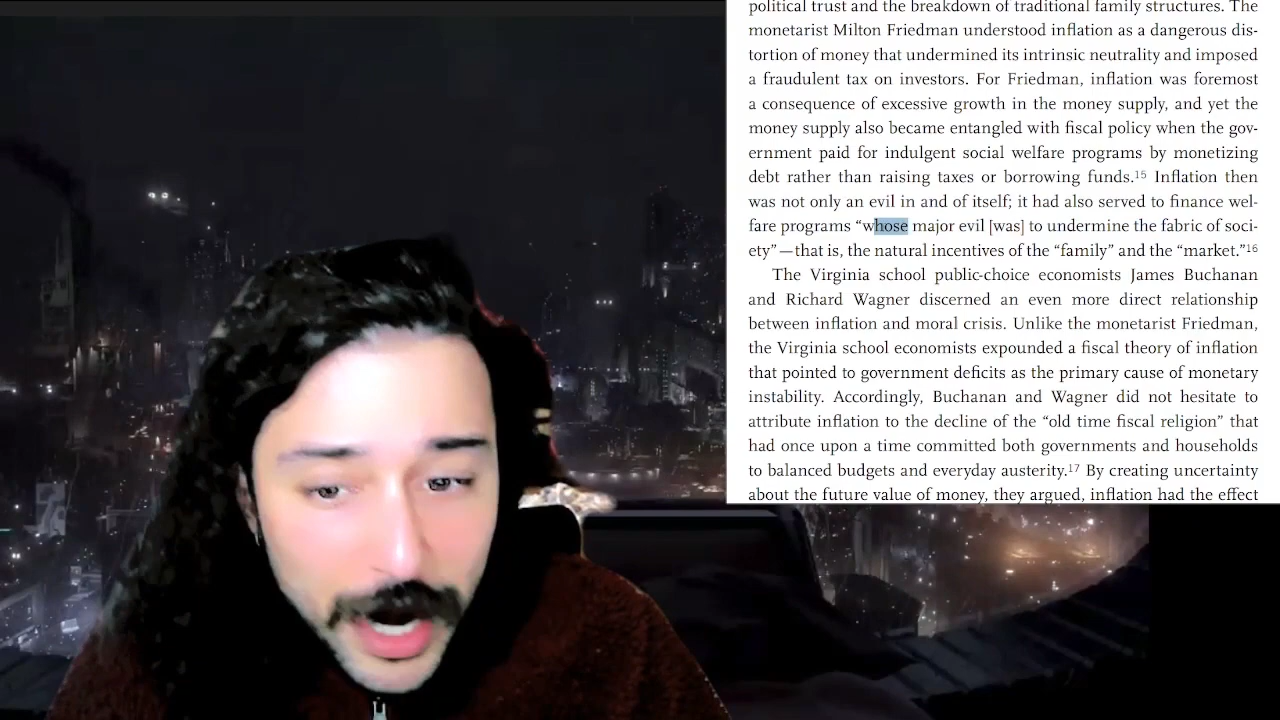 political trust and the breakdown of traditional family structures. The
monetarist Milton Friedman understood inflation as a dangerous dis-
tortion of money that undermined its intrinsic neutrality and imposed
a fraudulent tax on investors. For Friedman, inflation was foremost
a consequence of excessive growth in the money supply, and yet the
money supply also became entangled with fiscal policy when the gov-
ernment paid for indulgent social welfare programs by monetizing
debt rather than raising taxes or borrowing funds.15 Inflation then
was not only an evil in and of itself; it had also served to finance wel-
fare programs “whose major evil [was] to undermine the fabric of soci-
ety”—that is, the natural incentives of the “family” and the “market.”16
The Virginia school public-choice economists James Buchanan
and Richard Wagner discerned an even more direct relationship
between inflation and moral crisis. Unlike the monetarist Friedman,
the Virginia school economists expounded a fiscal theory of inflation
that pointed to government deficits as the primary cause of monetary
instability. Accordingly, Buchanan and Wagner did not hesitate to
attribute inflation to the decline of the “old time fiscal religion” that
had once upon a time committed both governments and households
to balanced budgets and everyday austerity.17 By creating uncertainty
about the future value of money, they argued, inflation had the effect